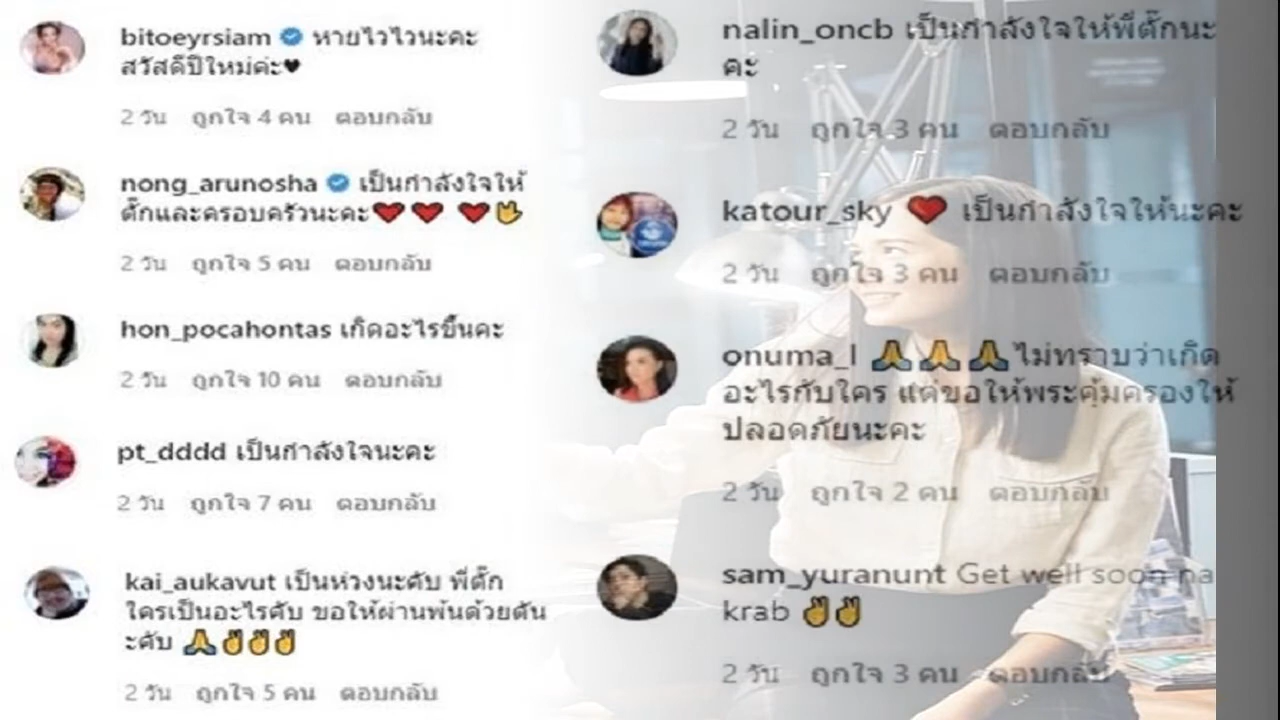 bitoeyrsiam หายไวไวนะคะ
สวัสดีปีใหม่ค่ะ♥
2 วัน ถูกใจ 4 คน ตอบกลับ
nong_arunosha เป็นกำลังใจให้
ตั๊กและครอบครัวนะคะ❤️❤️ ❤️🤟
2 วัน ถูกใจ 5 คน ตอบกลับ
hon_pocahontas เกิดอะไรขึ้นคะ
2 วัน ถูกใจ 10 คน ตอบกลับ
pt_dddd เป็นกำลังใจนะคะ
2 วัน ถูกใจ 7 คน ตอบกลับ
kai_aukavut เป็นห่วงนะคับ พี่ตั๊ก
ใครเป็นอะไรคับ ขอให้ผ่านพ้นด้วยดีน
ะคับ 🙏✌️✌️✌️
2 วัน ถูกใจ 5 คน ตอบกลับ
nalin_oncb เป็นกำลังใจให้พี่ตั๊กนะ
คะ
2 วัน ถูกใจ 3 คน ตอบกลับ
katour_sky ❤️ เป็นกำลังใจให้นะคะ
2 วัน ถูกใจ 3 คน ตอบกลับ
onuma_l 🙏🙏🙏ไม่ทราบว่าเกิด
อะไรกับใคร แต่ขอให้พระคุ้มครองให้
ปลอดภัยนะคะ
2 วัน ถูกใจ 2 คน ตอบกลับ
sam_yuranunt Get well soon na
krab ✌️✌️
2 วัน ถูกใจ 3 คน ตอบกลับ